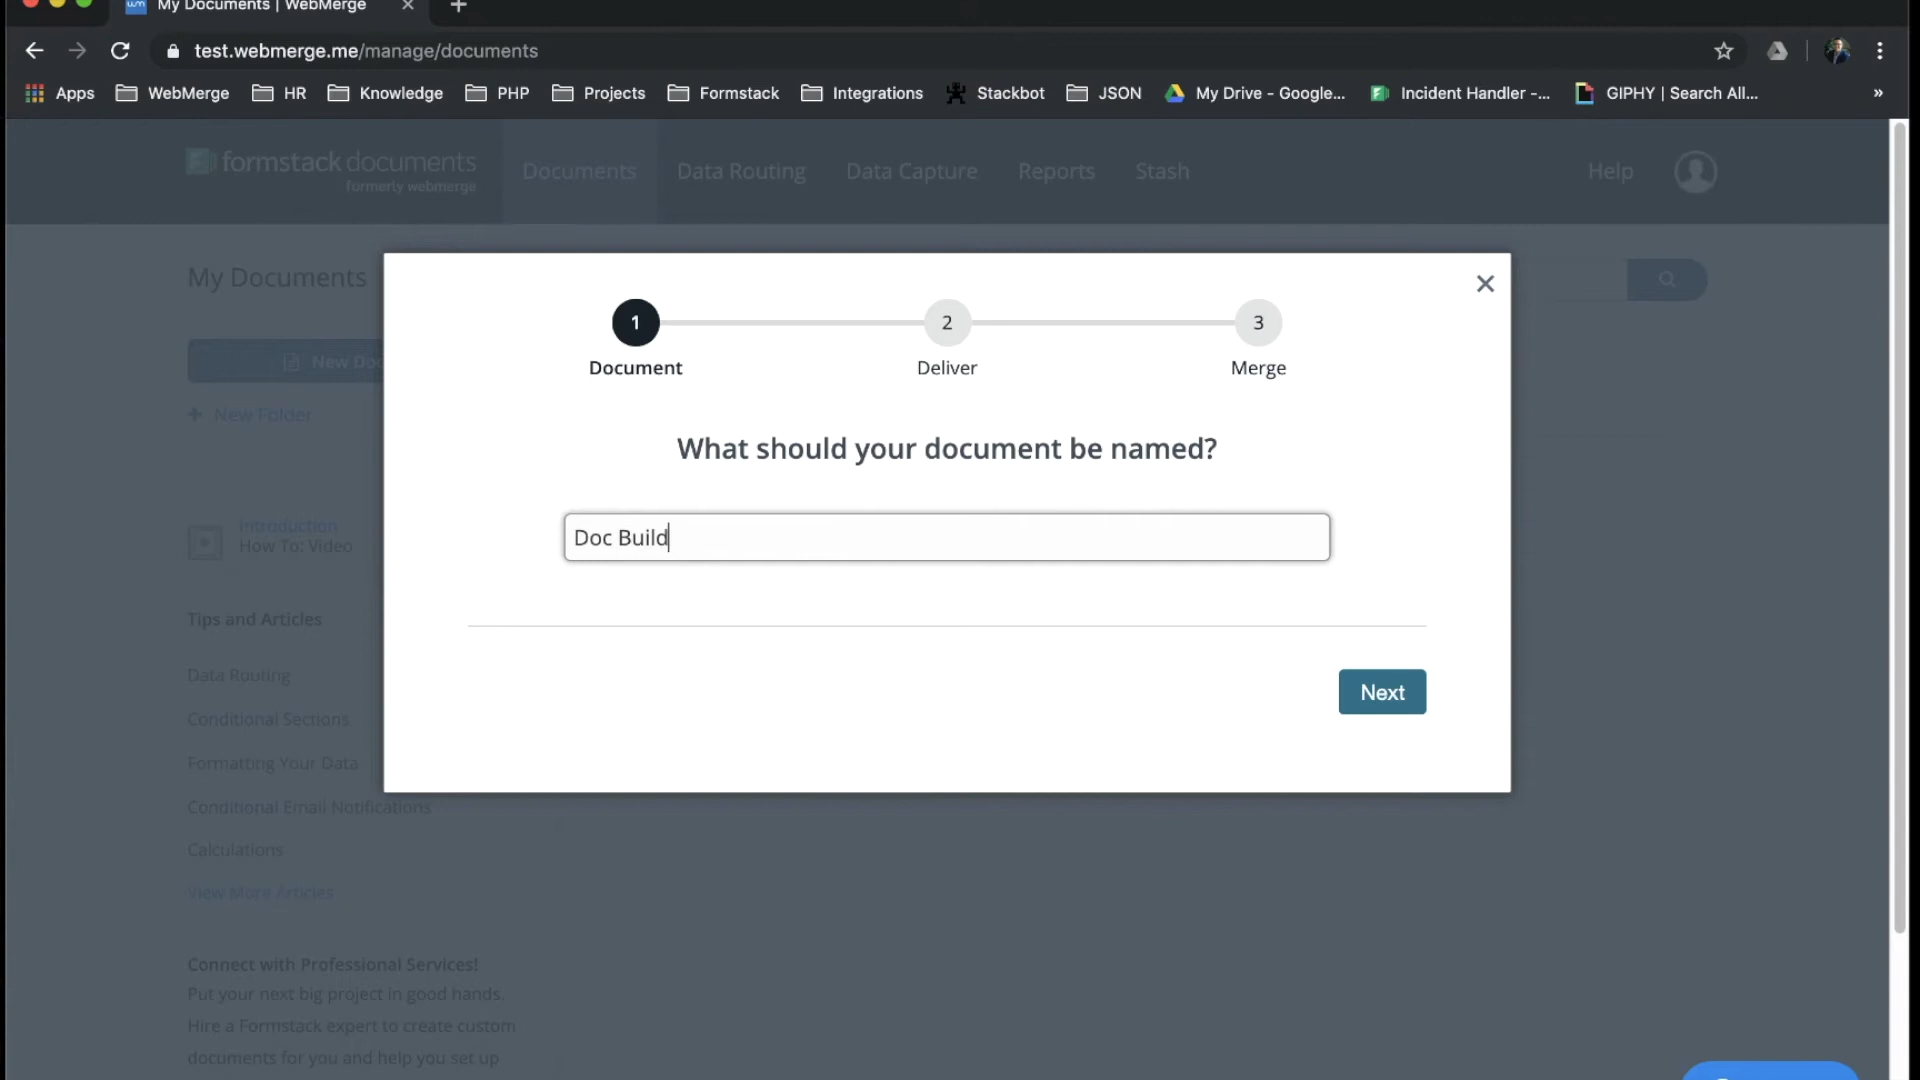 My Documents | WebMerge
test.webmerge.me/manage/documents
Apps WebMerge HR Knowledge PHP Projects Formstack Integrations Stackbot JSON My Drive - Google... Incident Handler -... GIPHY | Search All... »
formstack documents
formerly webmerge
Documents Data Routing Data Capture Reports Stash Help
My Documents
New Doc
+ New Folder
1 2 3
Document Deliver Merge
What should your document be named?
Doc Build
Next
Introduction
How To: Video
Tips and Articles
Data Routing
Conditional Sections
Formatting Your Data
Conditional Email Notifications
Calculations
View More Articles
Connect with Professional Services!
Put your next big project in good hands.
Hire a Formstack expert to create custom
documents for you and help you set up